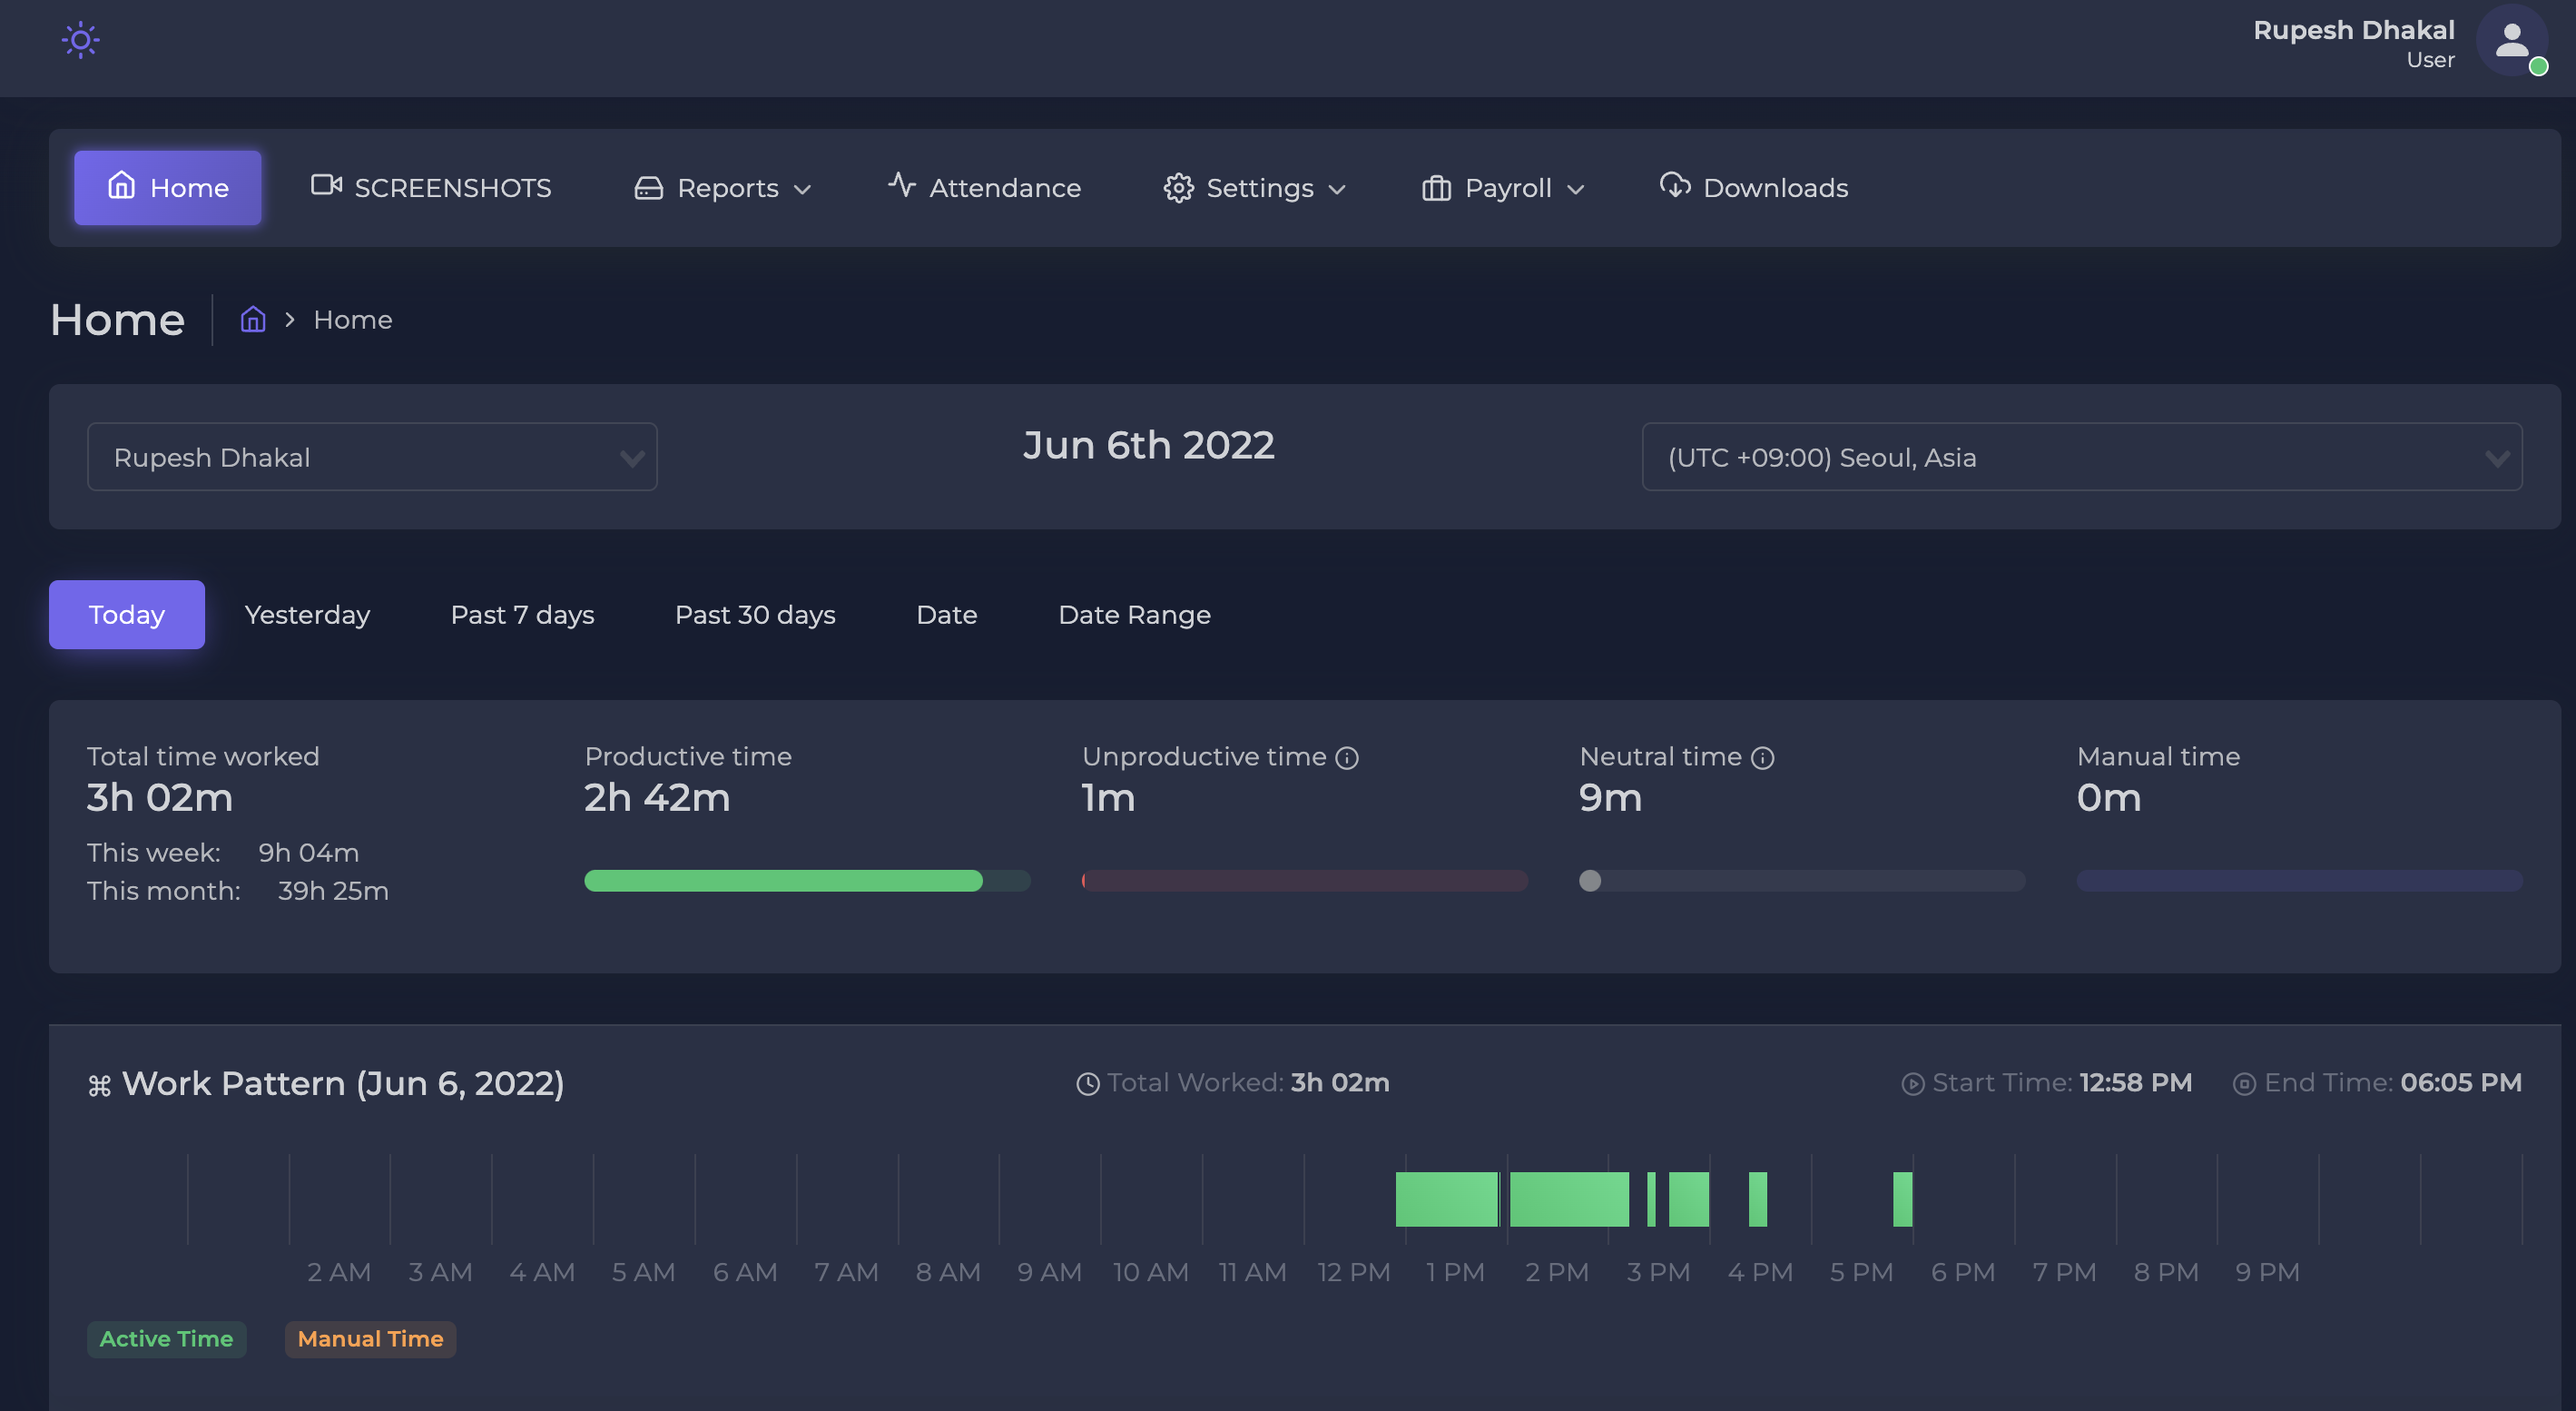 Rupesh Dhakal
User
Home SCREENSHOTS Reports Attendance Settings Payroll Downloads
Home Home
Rupesh Dhakal Jun 6th 2022 (UTC +09:00) Seoul, Asia
Today Yesterday Past 7 days Past 30 days Date Date Range
Total time worked Productive time Unproductive time Neutral time Manual time
3h 02m 2h 42m 1m 9m 0m
This week: 9h 04m
This month: 39h 25m
Work Pattern (Jun 6, 2022) Total Worked: 3h 02m Start Time: 12:58 PM End Time: 06:05 PM
2 AM 3 AM 4 AM 5 AM 6 AM 7 AM 8 AM 9 AM 10 AM 11 AM 12 PM 1 PM 2 PM 3 PM 4 PM 5 PM 6 PM 7 PM 8 PM 9 PM
Active Time Manual Time